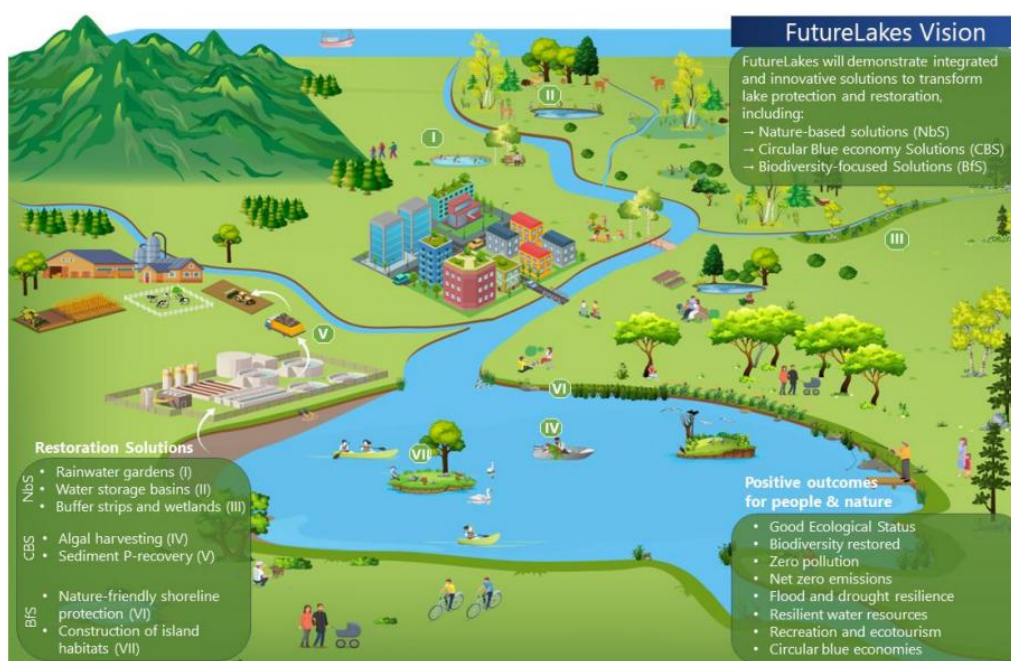 FutureLakes Vision
FutureLakes will demonstrate integrated
and innovative solutions to transform
lake protection and restoration,
including:
→ Nature-based solutions (NbS)
→ Circular Blue economy Solutions (CBS)
→ Biodiversity-focused Solutions (BfS)
II
I
III
V
VI
IV
VII
Restoration Solutions
NbS
• Rainwater gardens (I)
• Water storage basins (II)
• Buffer strips and wetlands (III)
CBS
• Algal harvesting (IV)
• Sediment P-recovery (V)
BfS
• Nature-friendly shoreline
protection (VI)
• Construction of island
habitats (VII)
Positive outcomes
for people & nature
• Good Ecological Status
• Biodiversity restored
• Zero pollution
• Net zero emissions
• Flood and drought resilience
• Resilient water resources
• Recreation and ecotourism
• Circular blue economies